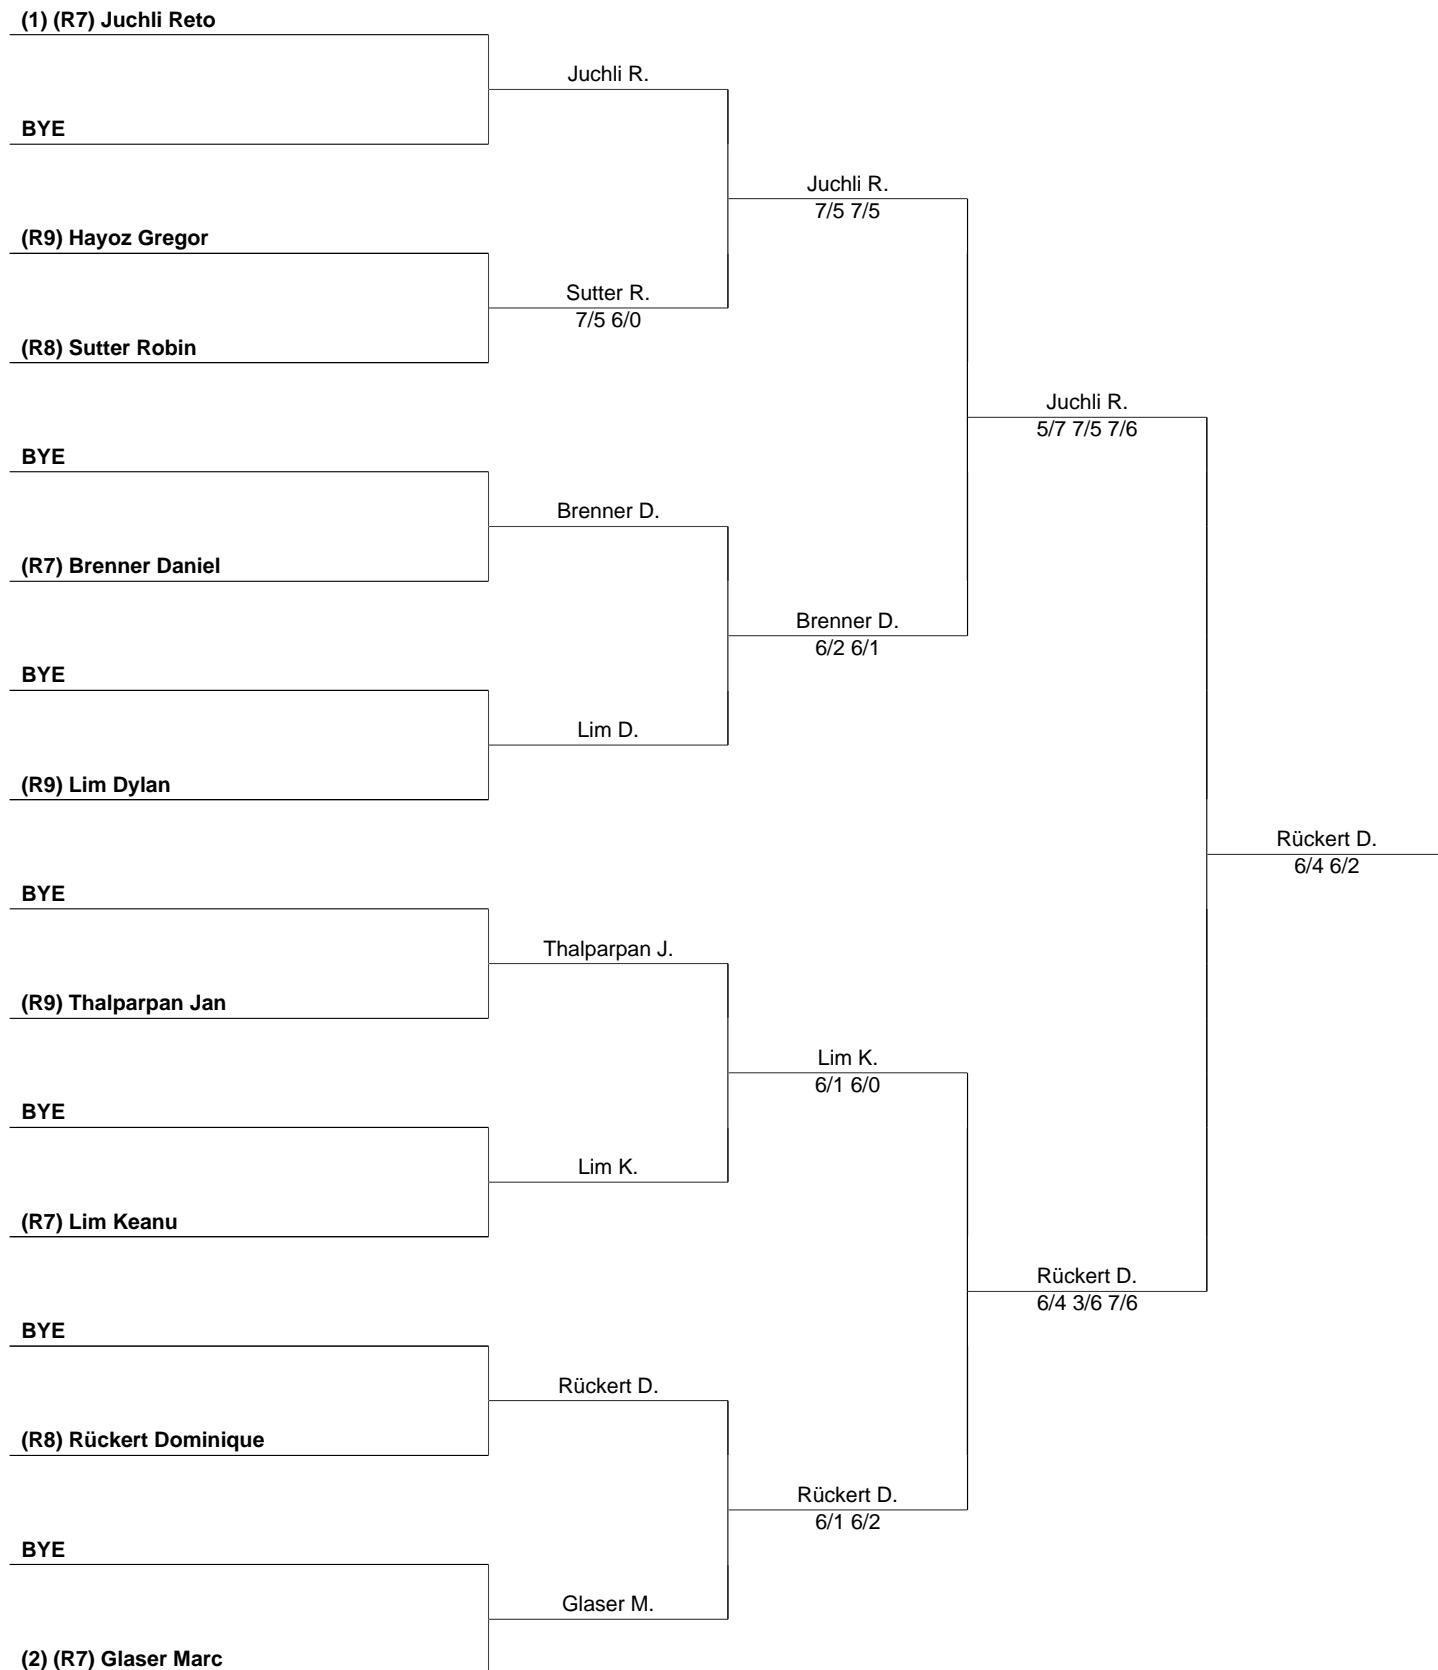 (1) (R7) Juchli Reto
Juchli R.
BYE
Juchli R.
7/5 7/5
(R9) Hayoz Gregor
Sutter R.
7/5 6/0
(R8) Sutter Robin
Juchli R.
5/7 7/5 7/6
BYE
Brenner D.
(R7) Brenner Daniel
Brenner D.
6/2 6/1
BYE
Lim D.
(R9) Lim Dylan
Rückert D.
6/4 6/2
BYE
Thalparpan J.
(R9) Thalparpan Jan
Lim K.
6/1 6/0
BYE
Lim K.
(R7) Lim Keanu
Rückert D.
6/4 3/6 7/6
BYE
Rückert D.
(R8) Rückert Dominique
Rückert D.
6/1 6/2
BYE
Glaser M.
(2) (R7) Glaser Marc